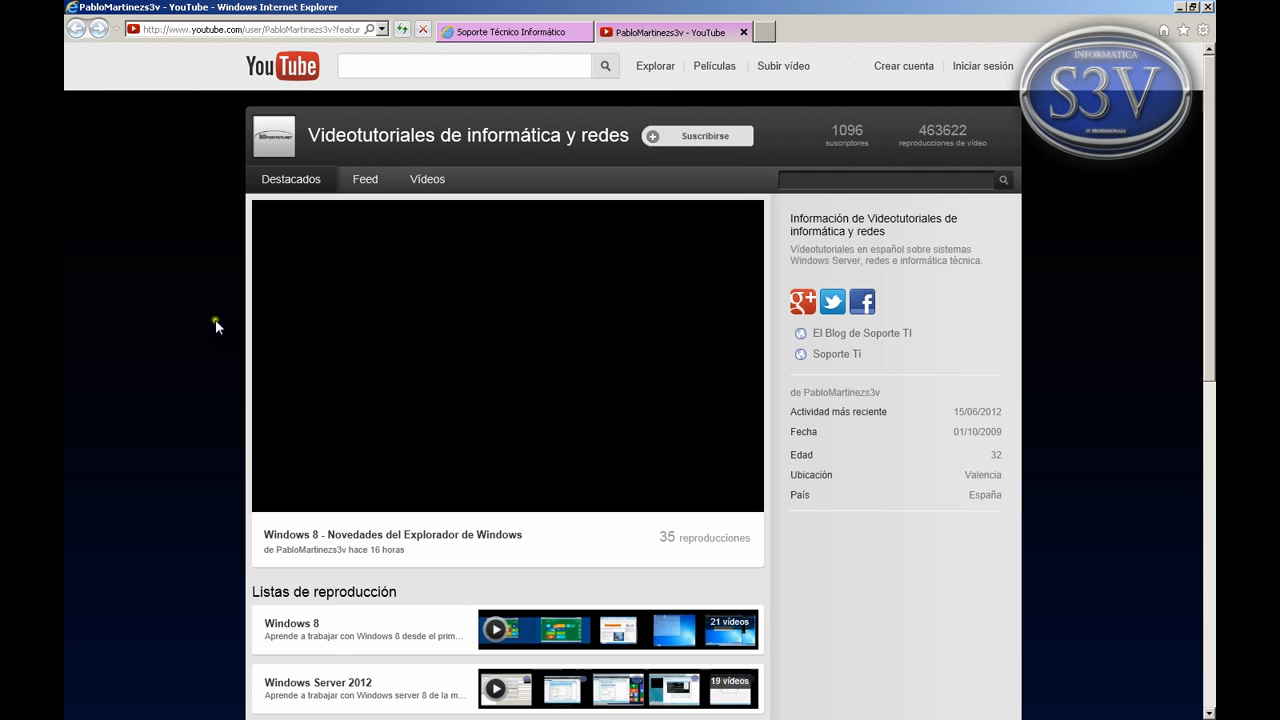 PabloMartinezs3v - YouTube - Windows Internet Explorer
http://www.youtube.com/user/PabloMartinezs3v?featur
Soporte Técnico Informático
PabloMartinezs3v - YouTube
YouTube
Explorar
Películas
Subir vídeo
Crear cuenta
Iniciar sesión
INFORMATICA
S3V
IT PROFESSIONALS
Videotutoriales de informática y redes
Suscribirse
1096
suscriptores
463622
reproducciones de vídeo
Destacados
Feed
Vídeos
Información de Videotutoriales de
informática y redes
Vídeotutoriales en español sobre sistemas
Windows Server, redes e informática técnica.
El Blog de Soporte TI
Soporte Ti
de PabloMartinezs3v
Actividad más reciente 15/06/2012
Fecha 01/10/2009
Edad 32
Ubicación Valencia
País España
Windows 8 - Novedades del Explorador de Windows
de PabloMartinezs3v hace 16 horas
35 reproducciones
Listas de reproducción
Windows 8
Aprende a trabajar con Windows 8 desde el prim...
21 vídeos
Windows Server 2012
Aprende a trabajar con Windows server 8 de la m...
19 vídeos